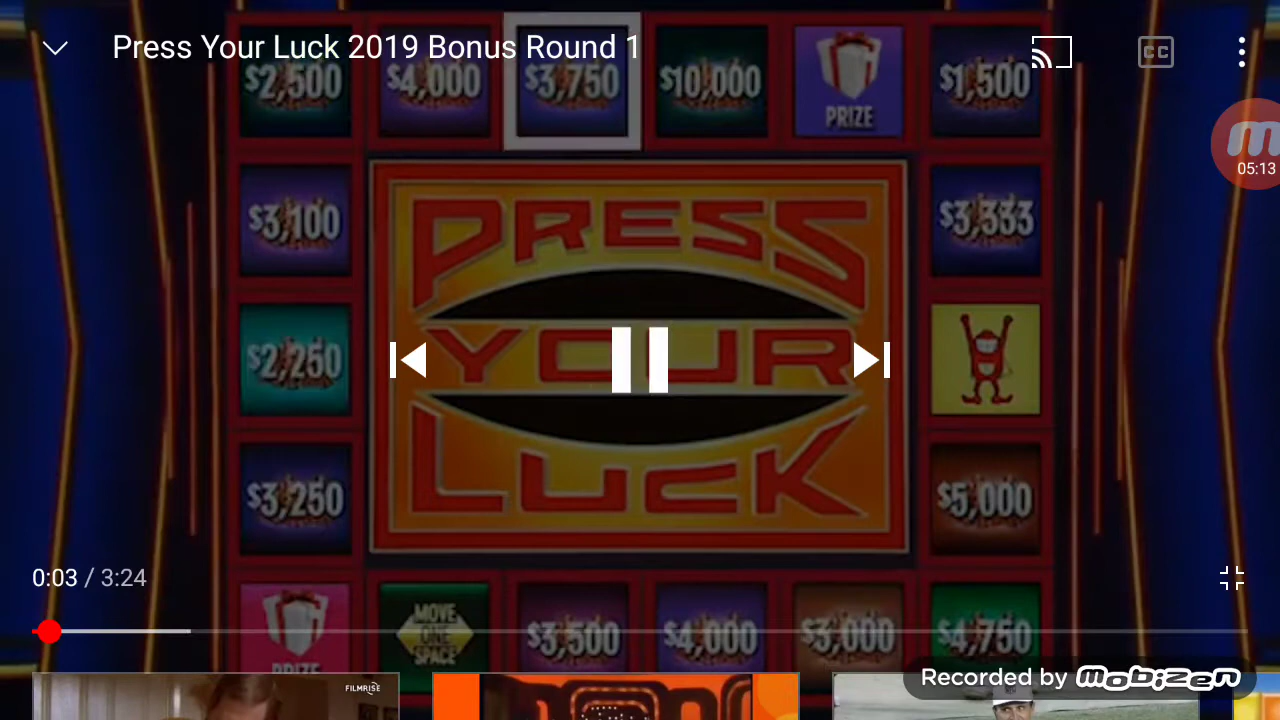 Press Your Luck 2019 Bonus Round 1
CC
$2,500 $4,000 $3,750 $10,000 PRIZE $1,500
m
05:13
$3,100 $3,333
PRESS
YOUR
LUCK
$2,250
$3,250 $5,000
0:03 / 3:24
PRIZE MOVE ONE SPACE $3,500 $4,000 $3,000 $4,750
FILMRISE
Recorded by mobizen